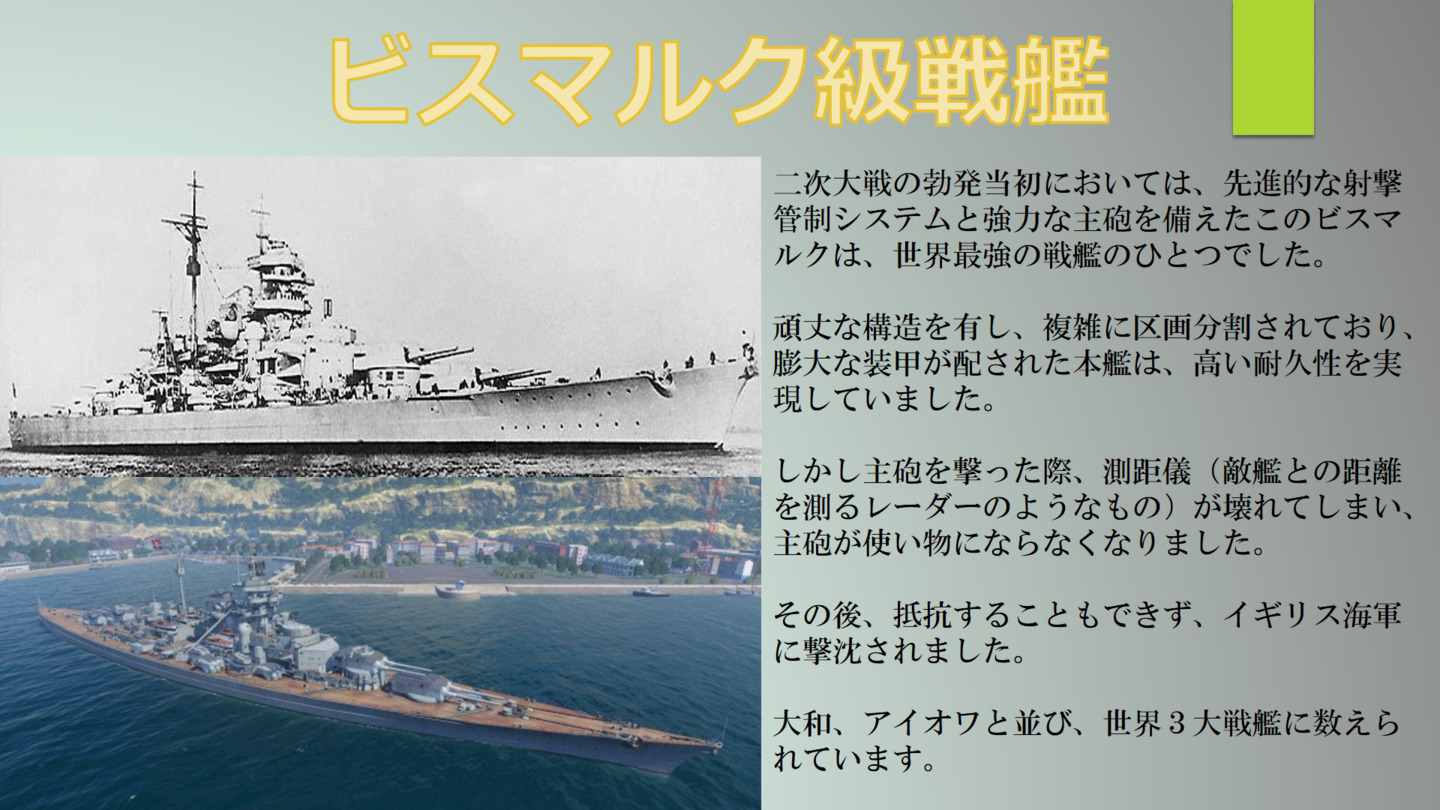 ビスマルク級戦艦
二次大戦の勃発当初においては、先進的な射撃
管制システムと強力な主砲を備えたこのビスマ
ルクは、世界最強の戦艦のひとつでした。
頑丈な構造を有し、複雑に区画分割されており、
膨大な装甲が配された本艦は、高い耐久性を実
現していました。
しかし主砲を撃った際、測距儀（敵艦との距離
を測るレーダーのようなもの）が壊れてしまい、
主砲が使い物にならなくなりました。
その後、抵抗することもできず、イギリス海軍
に撃沈されました。
大和、アイオワと並び、世界３大戦艦に数えら
れています。